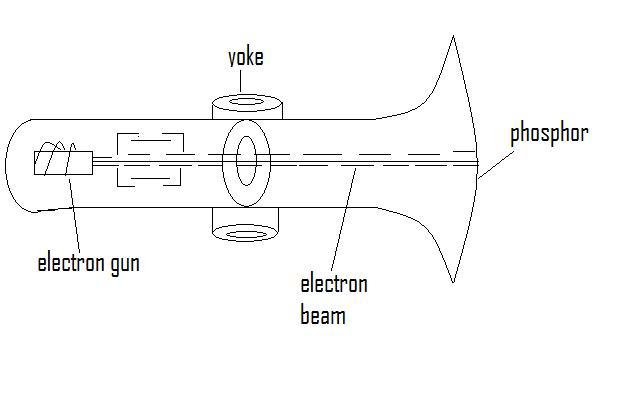 yoke
phosphor
electron gun
electron
beam